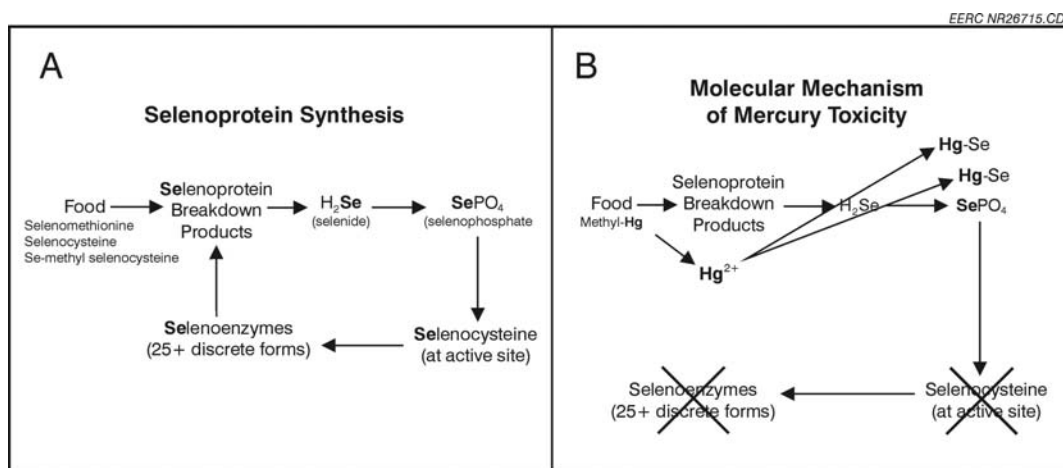 EERC NR26715.CD
A
Selenoprotein Synthesis
Food
Selenomethionine
Selenocysteine
Se-methyl selenocysteine
Selenoprotein
Breakdown
Products
H₂Se
(selenide)
SePO₄
(selenophosphate)
Selenoenzymes
(25+ discrete forms)
Selenocysteine
(at active site)
B
Molecular Mechanism
of Mercury Toxicity
Hg-Se
Hg-Se
Food
Methyl-Hg
Selenoprotein
Breakdown
Products
H₂Se
SePO₄
Hg²⁺
Selenoenzymes
(25+ discrete forms)
Selenocysteine
(at active site)